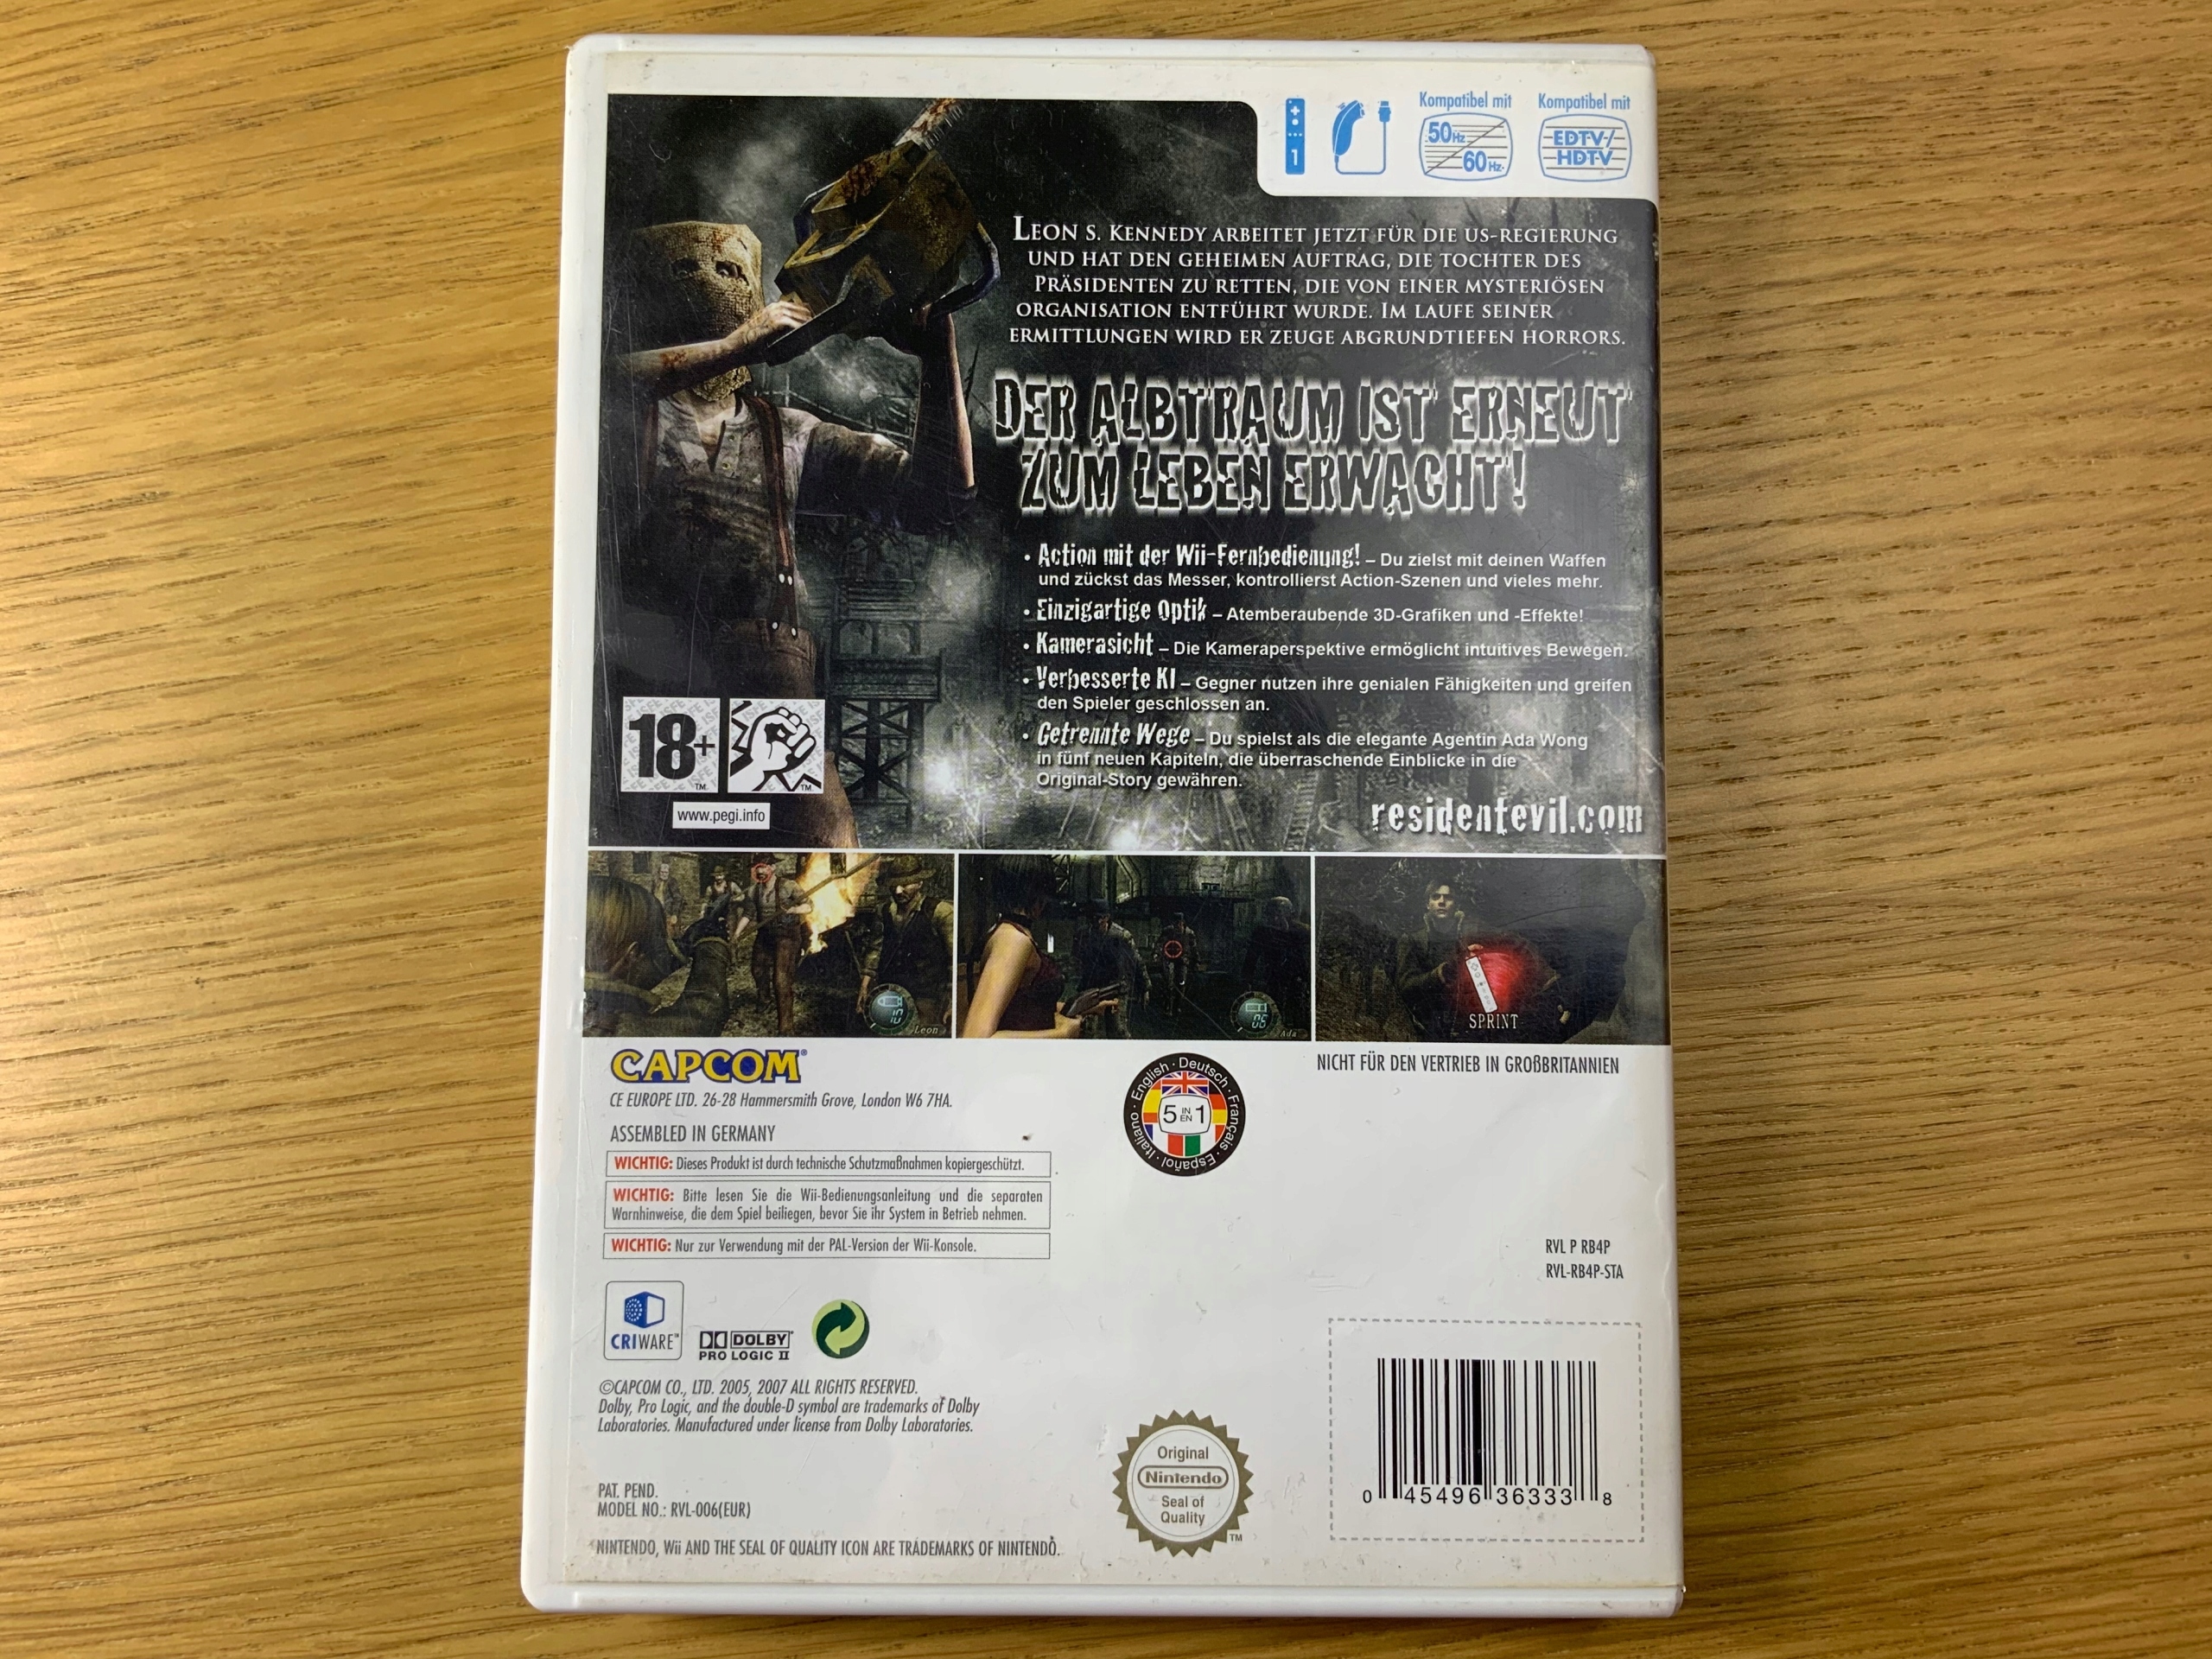 Kompatibel mit
50Hz
60Hz
Kompatibel mit
EDTV/
HDTV
1
LEON S. KENNEDY ARBEITET JETZT FÜR DIE US-REGIERUNG
UND HAT DEN GEHEIMEN AUFTRAG, DIE TOCHTER DES
PRÄSIDENTEN ZU RETTEN, DIE VON EINER MYSTERIÖSEN
ORGANISATION ENTFÜHRT WURDE. IM LAUFE SEINER
ERMITTLUNGEN WIRD ER ZEUGE ABGRUNDTIEFEN HORRORS.
DER ALBTRAUM IST ERNEUT
ZUM LEBEN ERWACHT!
• Action mit der Wii-Fernbedienung! – Du zielst mit deinen Waffen
und zückst das Messer, kontrollierst Action-Szenen und vieles mehr.
• Einzigartige Optik – Atemberaubende 3D-Grafiken und -Effekte!
• Kamerasicht – Die Kameraperspektive ermöglicht intuitives Bewegen.
• Verbesserte KI – Gegner nutzen ihre genialen Fähigkeiten und greifen
den Spieler geschlossen an.
• Getrennte Wege – Du spielst als die elegante Agentin Ada Wong
in fünf neuen Kapiteln, die überraschende Einblicke in die
Original-Story gewähren.
18+
TM
TM
www.pegi.info
residentevil.com
10
Leon
06
Ada
SPRINT
CAPCOM®
CE EUROPE LTD. 26-28 Hammersmith Grove, London W6 7HA.
ASSEMBLED IN GERMANY
WICHTIG: Dieses Produkt ist durch technische Schutzmaßnahmen kopiergeschützt.
WICHTIG: Bitte lesen Sie die Wii-Bedienungsanleitung und die separaten
Warnhinweise, die dem Spiel beiliegen, bevor Sie ihr System in Betrieb nehmen.
WICHTIG: Nur zur Verwendung mit der PAL-Version der Wii-Konsole.
English · Deutsch · Français · Español · Italiano ·
5 IN EN 1
NICHT FÜR DEN VERTRIEB IN GROßBRITANNIEN
RVL P RB4P
RVL-RB4P-STA
CRIWARE™
DOLBY®
PRO LOGIC II
©CAPCOM CO., LTD. 2005, 2007 ALL RIGHTS RESERVED.
Dolby, Pro Logic, and the double-D symbol are trademarks of Dolby
Laboratories. Manufactured under license from Dolby Laboratories.
PAT. PEND.
MODEL NO.: RVL-006(EUR)
NINTENDO, Wii AND THE SEAL OF QUALITY ICON ARE TRADEMARKS OF NINTENDO.
Original
Nintendo
Seal of
Quality
TM
0 45496 36333 8